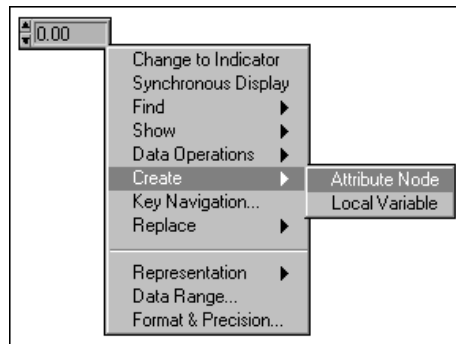 0.00
Change to Indicator
Synchronous Display
Find
Show
Data Operations
Create
Attribute Node
Local Variable
Key Navigation...
Replace
Representation
Data Range...
Format & Precision...